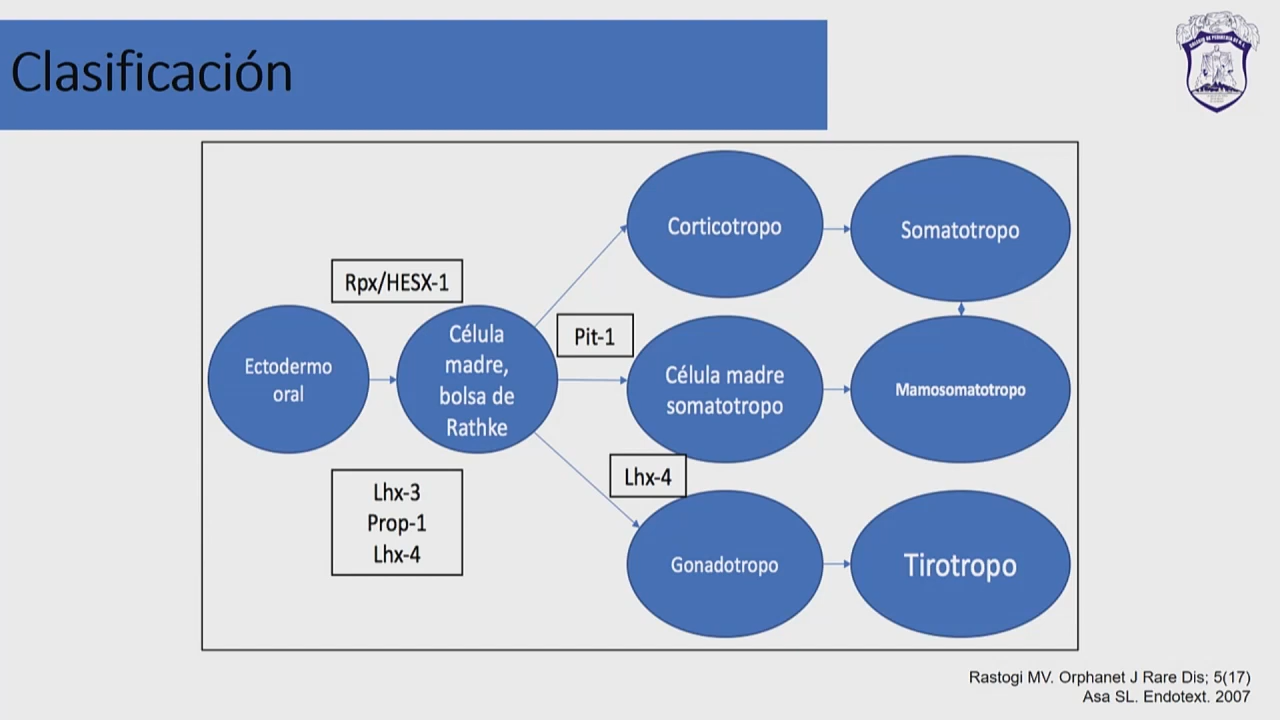 Clasificación
Rpx/HESX-1
Ectodermo
oral
Célula
madre,
bolsa de
Rathke
Lhx-3
Prop-1
Lhx-4
Pit-1
Lhx-4
Corticotropo
Somatotropo
Célula madre
somatotropo
Mamosomatotropo
Gonadotropo
Tirotropo
Rastogi MV. Orphanet J Rare Dis; 5(17)
Asa SL. Endotext. 2007